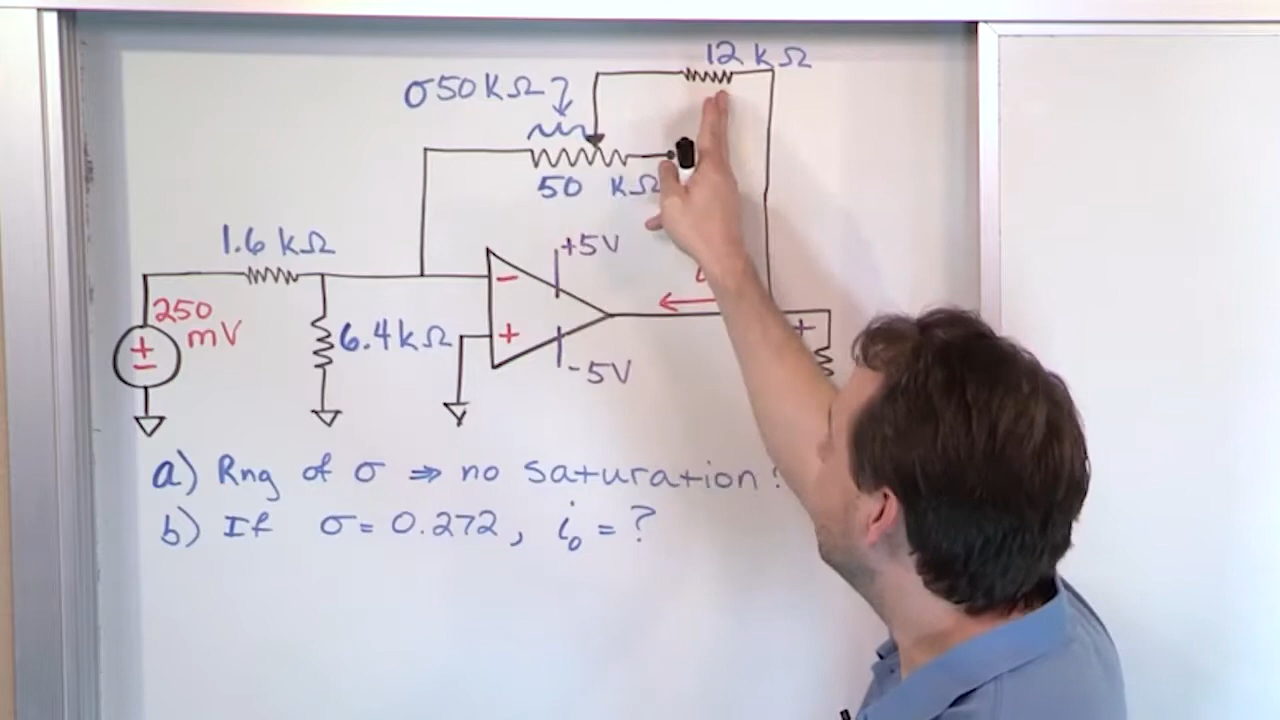 12 kΩ
σ50 kΩ
50 kΩ
1.6 kΩ
+5V
250 mV
+
−
6.4 kΩ
−
+
+
-5V
a) Rng of σ ⇒ no saturation?
b) If σ = 0.272, i₀ = ?